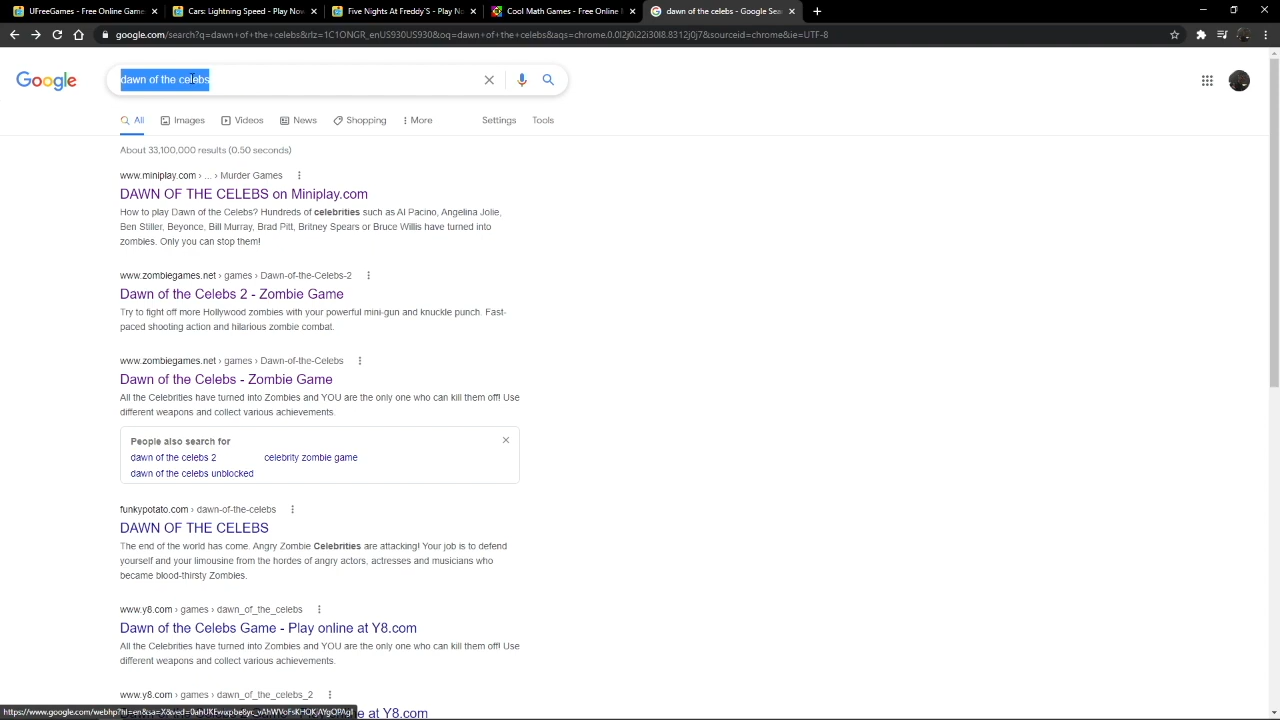 UFreeGames - Free Online Games
Cars: Lightning Speed - Play Now
Five Nights At Freddy'S - Play No
Cool Math Games - Free Online
dawn of the celebs - Google Sea
google.com/search?q=dawn+of+the+celebs&rlz=1C1ONGR_enUS930US930&oq=dawn+of+the+celebs&aqs=chrome.0.0l2j0i22i30l8.8312j0j7&sourceid=chrome&ie=UTF-8
Google
dawn of the celebs
All
Images
Videos
News
Shopping
More
Settings
Tools
About 33,100,000 results (0.50 seconds)
www.miniplay.com › ... › Murder Games
DAWN OF THE CELEBS on Miniplay.com
How to play Dawn of the Celebs? Hundreds of celebrities such as Al Pacino, Angelina Jolie,
Ben Stiller, Beyonce, Bill Murray, Brad Pitt, Britney Spears or Bruce Willis have turned into
zombies. Only you can stop them!
www.zombiegames.net › games › Dawn-of-the-Celebs-2
Dawn of the Celebs 2 - Zombie Game
Try to fight off more Hollywood zombies with your powerful mini-gun and knuckle punch. Fast-
paced shooting action and hilarious zombie combat.
www.zombiegames.net › games › Dawn-of-the-Celebs
Dawn of the Celebs - Zombie Game
All the Celebrities have turned into Zombies and YOU are the only one who can kill them off! Use
different weapons and collect various achievements.
People also search for
dawn of the celebs 2
celebrity zombie game
dawn of the celebs unblocked
funkypotato.com › dawn-of-the-celebs
DAWN OF THE CELEBS
The end of the world has come. Angry Zombie Celebrities are attacking! Your job is to defend
yourself and your limousine from the hordes of angry actors, actresses and musicians who
became blood-thirsty Zombies.
www.y8.com › games › dawn_of_the_celebs
Dawn of the Celebs Game - Play online at Y8.com
All the Celebrities have turned into Zombies and YOU are the only one who can kill them off! Use
different weapons and collect various achievements.
www.y8.com › games › dawn_of_the_celebs_2
e at Y8.com